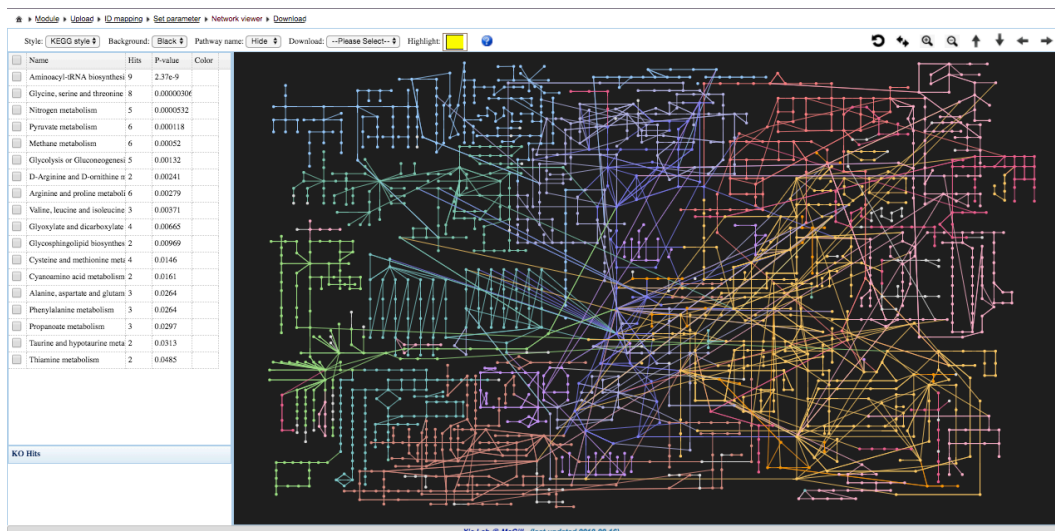 Module Upload ID mapping Set parameter Network viewer Download
Style: KEGG style Background: Black Pathway name: Hide Download: --Please Select-- Highlight: ?
Name Hits P-value Color
Aminoacyl-tRNA biosynthesi 9 2.37e-9
Glycine, serine and threonine 8 0.00000306
Nitrogen metabolism 5 0.0000532
Pyruvate metabolism 6 0.000118
Methane metabolism 6 0.00052
Glycolysis or Gluconeogenesi 5 0.00132
D-Arginine and D-ornithine n 2 0.00241
Arginine and proline metaboli 6 0.00279
Valine, leucine and isoleucine 3 0.00371
Glyoxylate and dicarboxylate 4 0.00665
Glycosphingolipid biosynthes 2 0.00969
Cysteine and methionine meta 4 0.0146
Cyanoamino acid metabolism 2 0.0161
Alanine, aspartate and glutam 3 0.0264
Phenylalanine metabolism 3 0.0264
Propanoate metabolism 3 0.0297
Taurine and hypotaurine meta 2 0.0313
Thiamine metabolism 2 0.0485
KO Hits
Xia Lab @ McGill (last updated